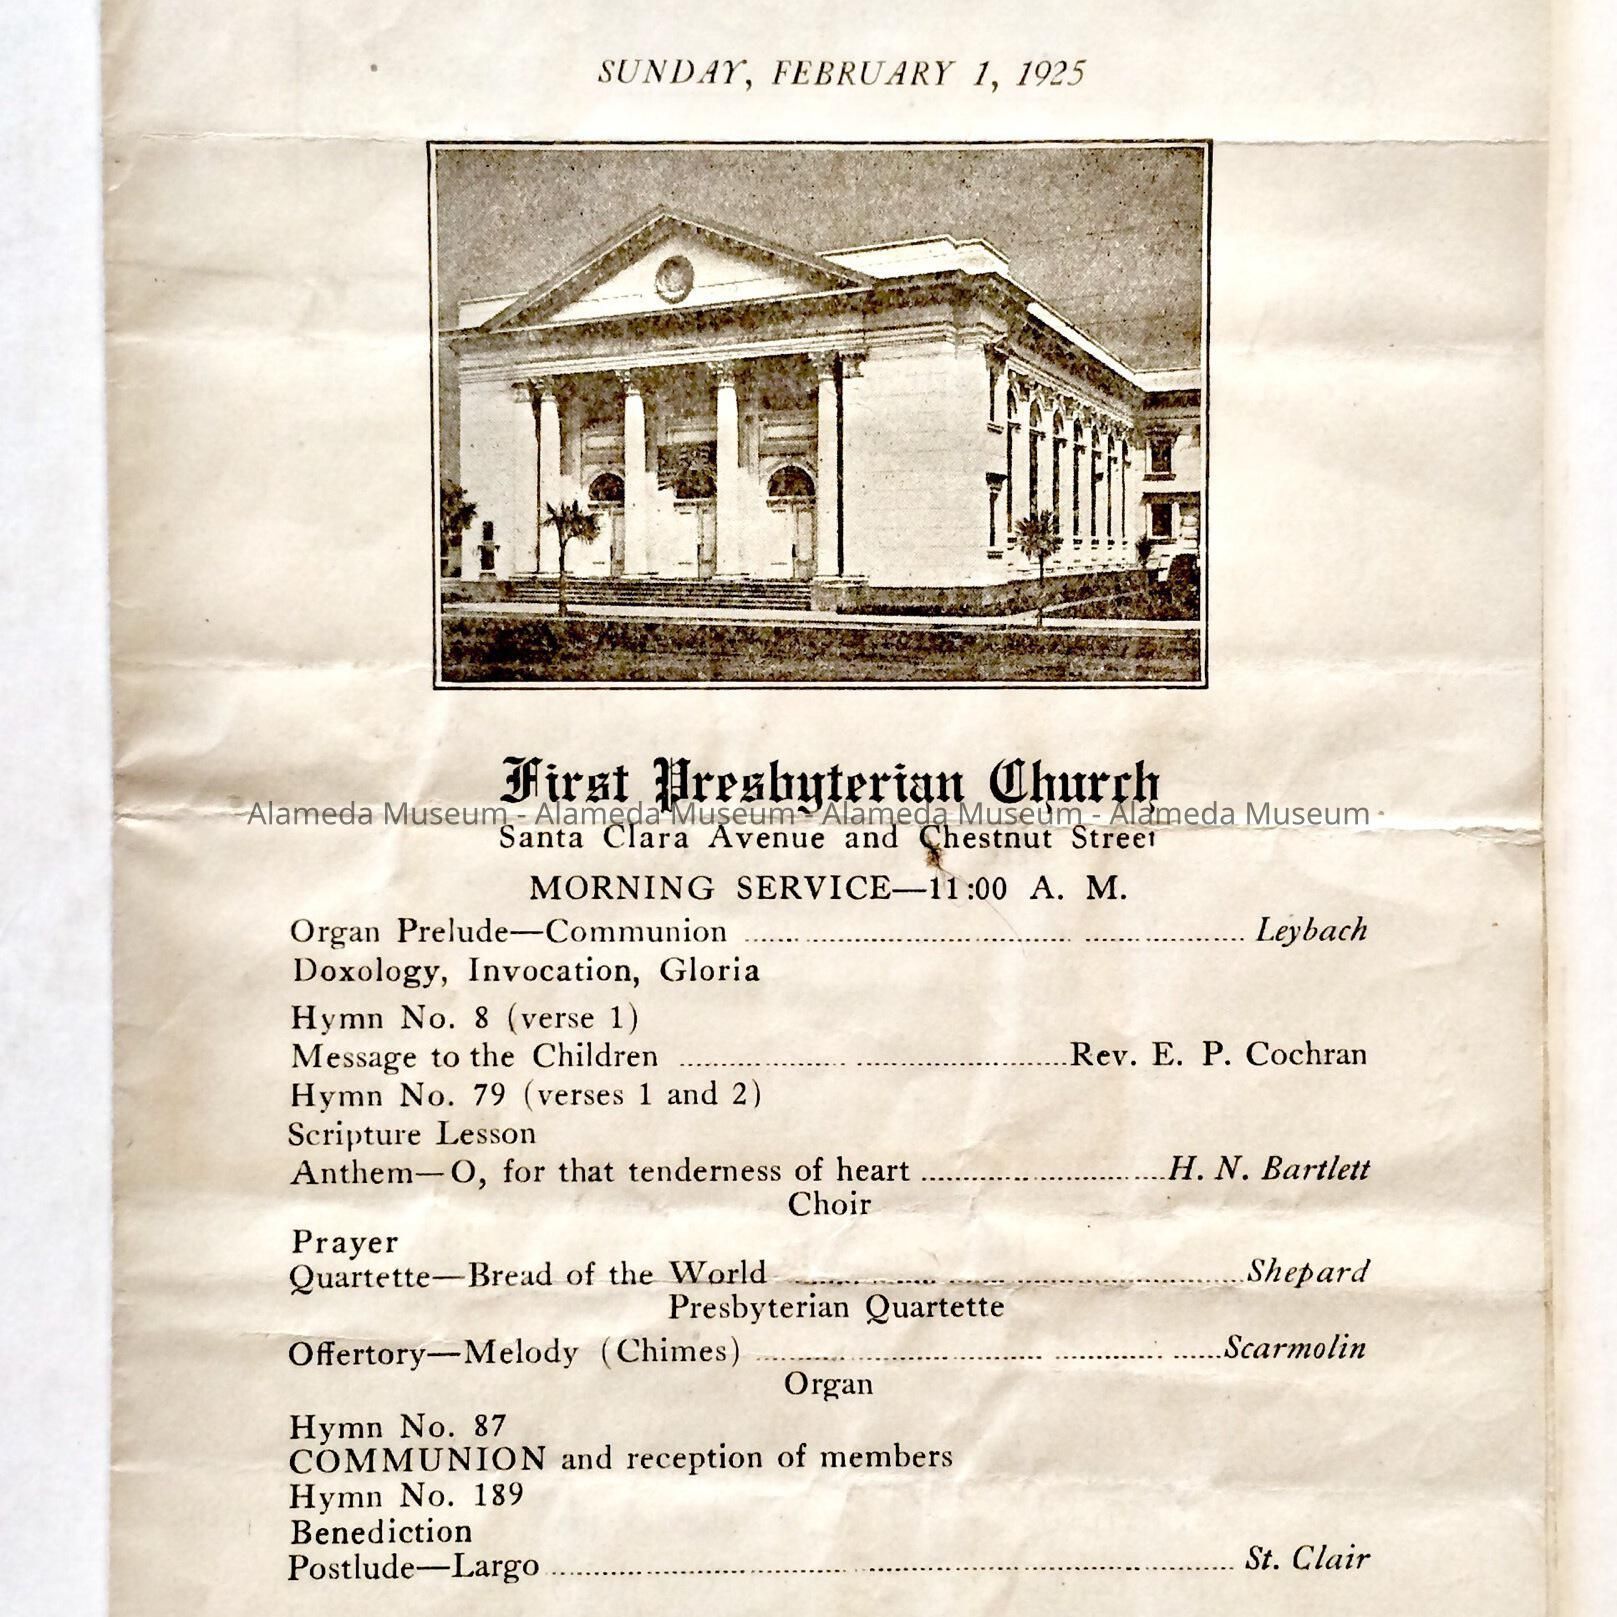 SUNDAY, FEBRUARY 1, 1925
First Presbyterian Church
Alameda Museum - Alameda Museum - Alameda Museum - Alameda Museum
Santa Clara Avenue and Chestnut Street
MORNING SERVICE—11:00 A. M.
Organ Prelude—Communion ........................ Leybach
Doxology, Invocation, Gloria
Hymn No. 8 (verse 1)
Message to the Children ........................ Rev. E. P. Cochran
Hymn No. 79 (verses 1 and 2)
Scripture Lesson
Anthem—O, for that tenderness of heart ........................ H. N. Bartlett
Choir
Prayer
Quartette—Bread of the World ........................ Shepard
Presbyterian Quartette
Offertory—Melody (Chimes) ........................ Scarmolin
Organ
Hymn No. 87
COMMUNION and reception of members
Hymn No. 189
Benediction
Postlude—Largo ........................ St. Clair